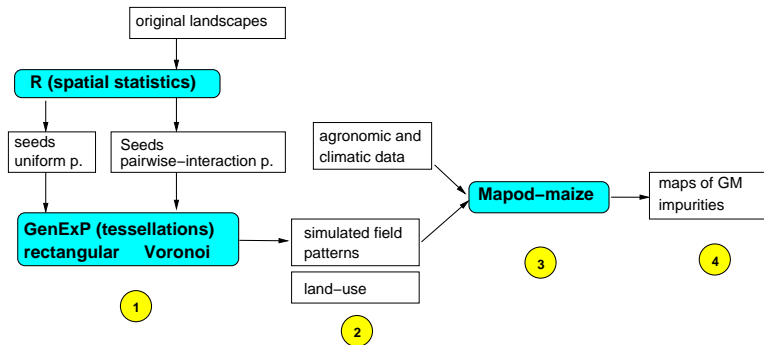 original landscapes
R (spatial statistics)
seeds
uniform p.
Seeds
pairwise−interaction p.
agronomic and
climatic data
Mapod−maize
maps of GM
impurities
GenExP (tessellations)
rectangular Voronoi
simulated field
patterns
land−use
1
2
3
4